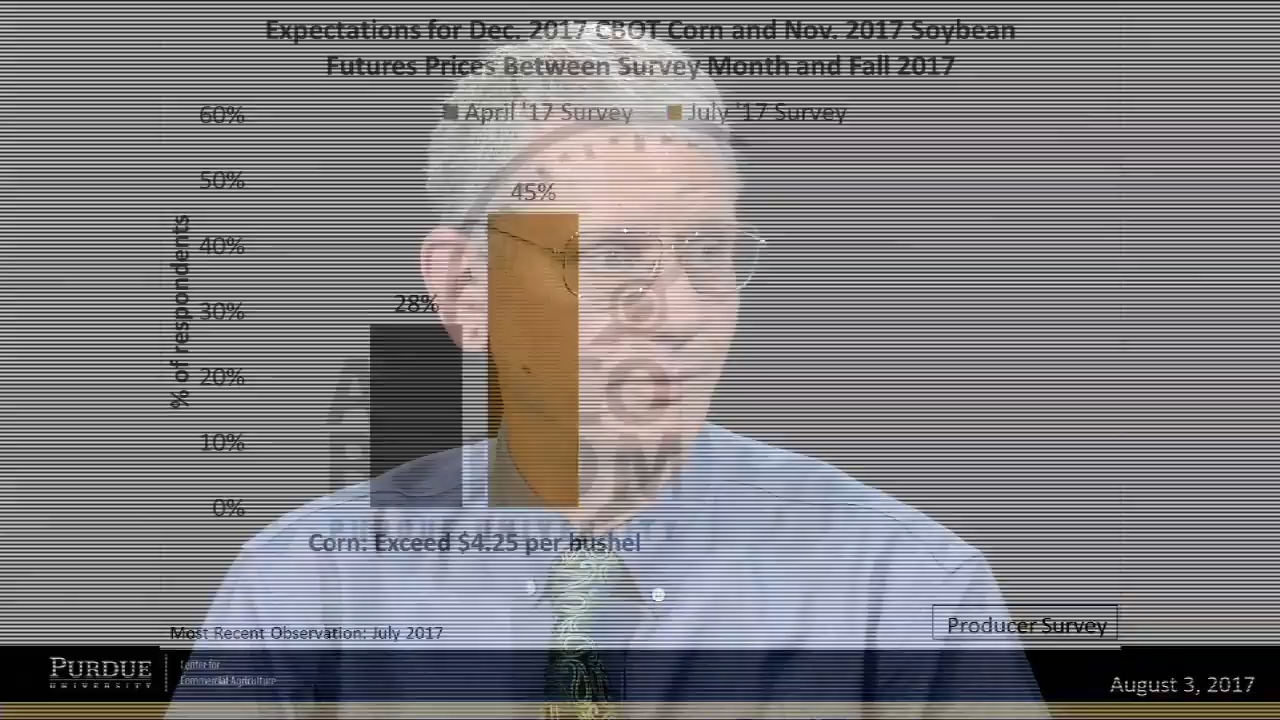 Expectations for Dec. 2017 CBOT Corn and Nov. 2017 Soybean
Futures Prices Between Survey Month and Fall 2017
April '17 Survey July '17 Survey
60%
50%
45%
40%
28%
30%
20%
10%
0%
% of respondents
Corn: Exceed $4.25 per bushel
PURDUE UNIVERSITY
Most Recent Observation: July 2017
Producer Survey
PURDUE
UNIVERSITY
Center for
Commercial Agriculture
August 3, 2017